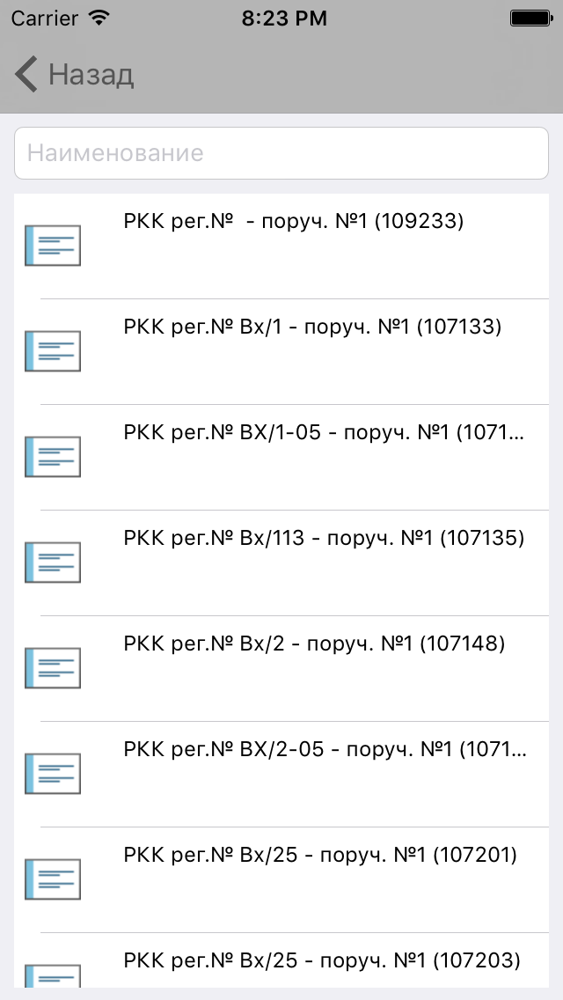 Carrier 8:23 PM
Назад
Наименование
РКК рег.№  - поруч. №1 (109233)
РКК рег.№ Вх/1 - поруч. №1 (107133)
РКК рег.№ ВХ/1-05 - поруч. №1 (1071...
РКК рег.№ Вх/113 - поруч. №1 (107135)
РКК рег.№ Вх/2 - поруч. №1 (107148)
РКК рег.№ ВХ/2-05 - поруч. №1 (1071...
РКК рег.№ Вх/25 - поруч. №1 (107201)
РКК рег.№ Вх/25 - поруч. №1 (107203)